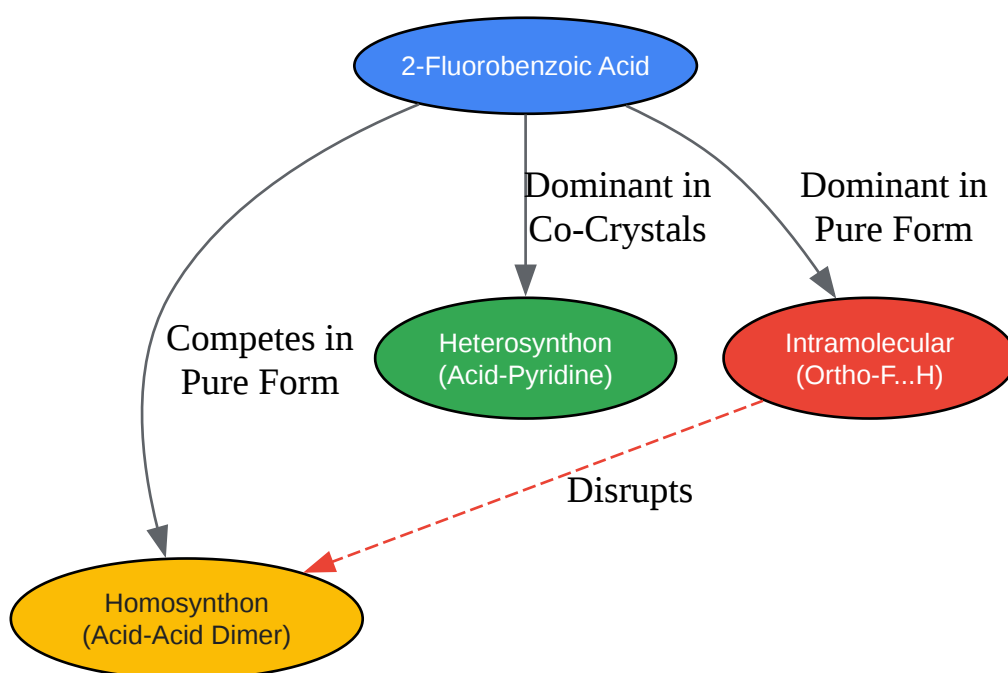 2-Fluorobenzoic Acid
Dominant in
Co-Crystals
Dominant in
Pure Form
Competes in
Pure Form
Heterosynthon
(Acid-Pyridine)
Intramolecular
(Ortho-F...H)
Disrupts
Homosynthon
(Acid-Acid Dimer)